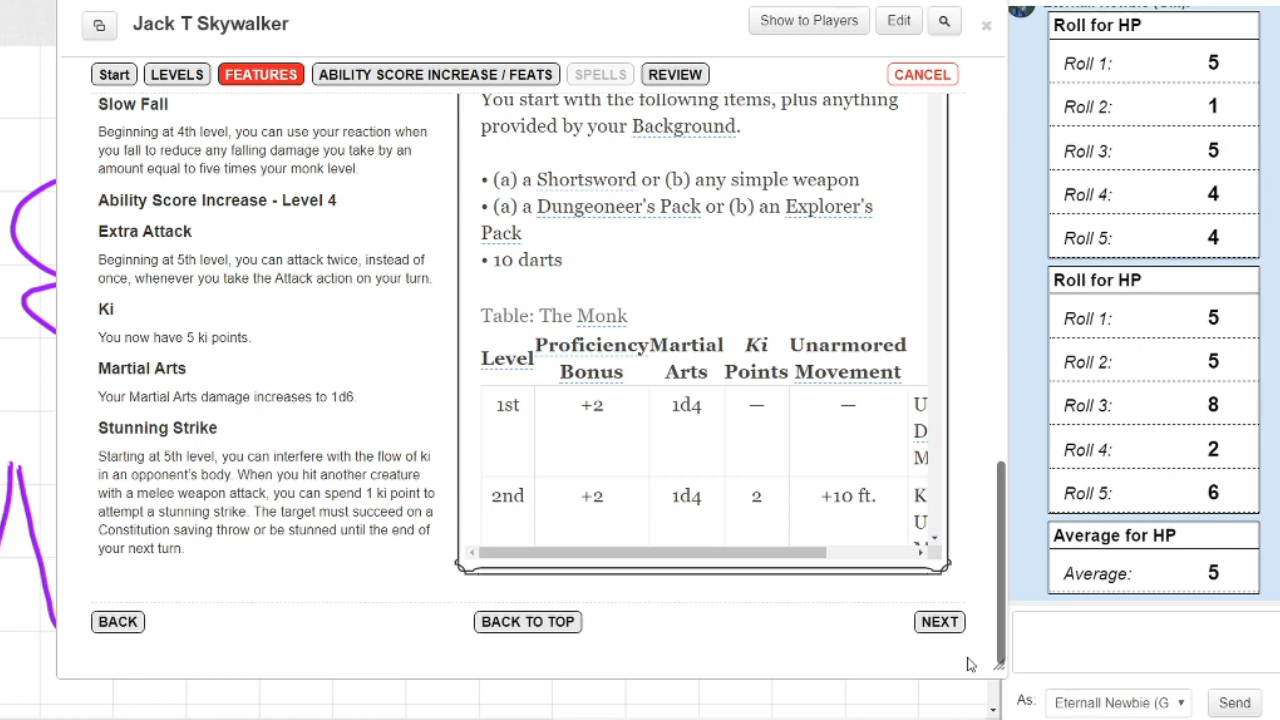 Jack T Skywalker
Show to Players
Edit
Start
LEVELS
FEATURES
ABILITY SCORE INCREASE / FEATS
SPELLS
REVIEW
CANCEL
Slow Fall
Beginning at 4th level, you can use your reaction when
you fall to reduce any falling damage you take by an
amount equal to five times your monk level.
Ability Score Increase - Level 4
Extra Attack
Beginning at 5th level, you can attack twice, instead of
once, whenever you take the Attack action on your turn.
Ki
You now have 5 ki points.
Martial Arts
Your Martial Arts damage increases to 1d6.
Stunning Strike
Starting at 5th level, you can interfere with the flow of ki
in an opponent's body. When you hit another creature
with a melee weapon attack, you can spend 1 ki point to
attempt a stunning strike. The target must succeed on a
Constitution saving throw or be stunned until the end of
your next turn.
You start with the following items, plus anything
provided by your Background.
• (a) a Shortsword or (b) any simple weapon
• (a) a Dungeoneer's Pack or (b) an Explorer's
Pack
• 10 darts
Table: The Monk
Level Proficiency Bonus Martial Arts Ki Points Unarmored Movement
1st +2 1d4 — — U
D
M
2nd +2 1d4 2 +10 ft. K
U
BACK
BACK TO TOP
NEXT
Roll for HP
Roll 1: 5
Roll 2: 1
Roll 3: 5
Roll 4: 4
Roll 5: 4
Roll for HP
Roll 1: 5
Roll 2: 5
Roll 3: 8
Roll 4: 2
Roll 5: 6
Average for HP
Average: 5
As:
Eternall Newbie (G
Send